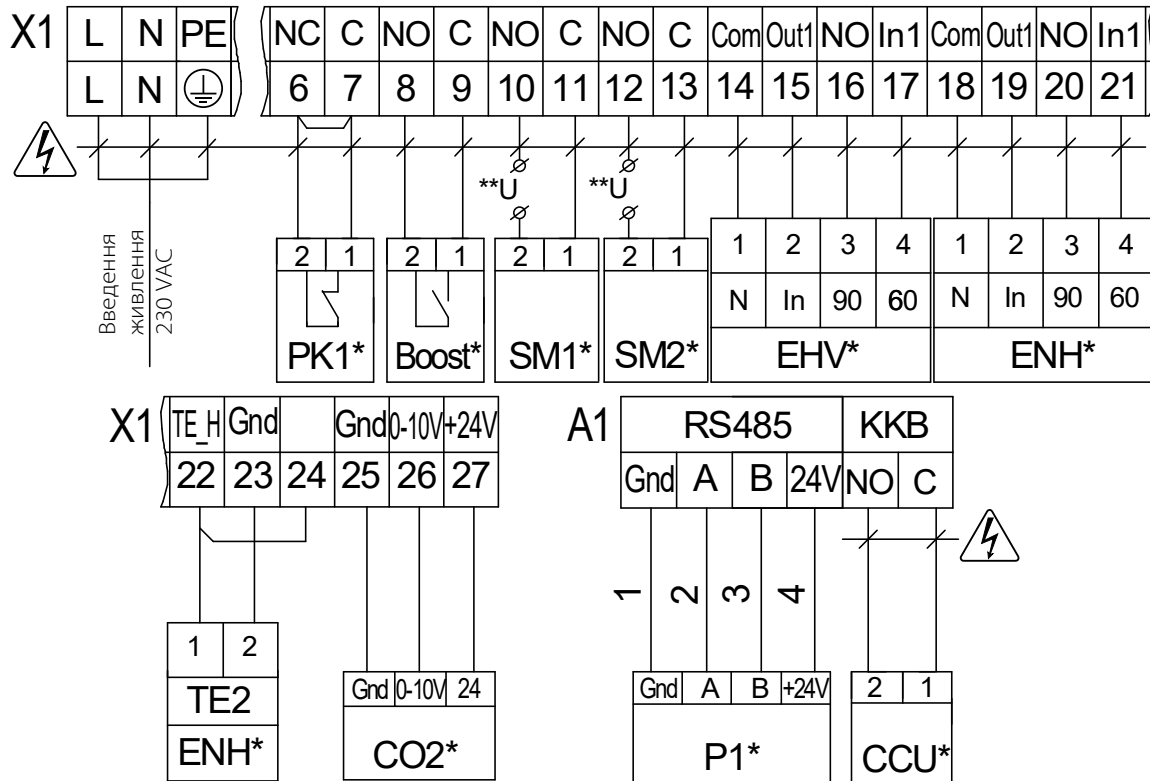 X1 L N PE NC C NO C NO C NO C Com Out1 NO In1 Com Out1 NO In1
L N 6 7 8 9 10 11 12 13 14 15 16 17 18 19 20 21
**U **U
Введення
живлення
230 VAC
2 1 2 1 2 1 2 1 1 2 3 4 1 2 3 4
N In 90 60 N In 90 60
PK1* Boost* SM1* SM2* EHV* ENH*
X1 TE_H Gnd Gnd 0-10V +24V
22 23 24 25 26 27
A1 RS485 KKB
Gnd A B 24V NO C
1 2 3 4
1 2
TE2
ENH*
Gnd 0-10V 24
CO2*
Gnd A B +24V
P1*
2 1
CCU*